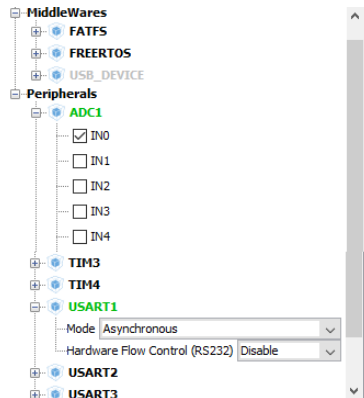 MiddleWares
FATFS
FREERTOS
USB_DEVICE
Peripherals
ADC1
IN0
IN1
IN2
IN3
IN4
TIM3
TIM4
USART1
Mode Asynchronous
Hardware Flow Control (RS232) Disable
USART2
USART3